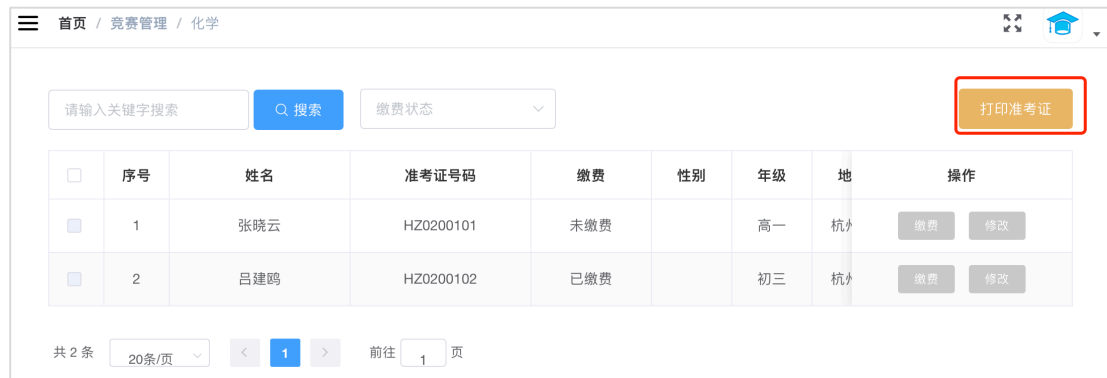 首页 / 竞赛管理 / 化学
请输入关键字搜索 搜索 缴费状态 打印准考证
序号 姓名 准考证号码 缴费 性别 年级 地 操作
1 张晓云 HZ0200101 未缴费 高一 杭州 缴费 修改
2 吕建鸥 HZ0200102 已缴费 初三 杭州 缴费 修改
共 2 条 20条/页 < 1 > 前往 1 页